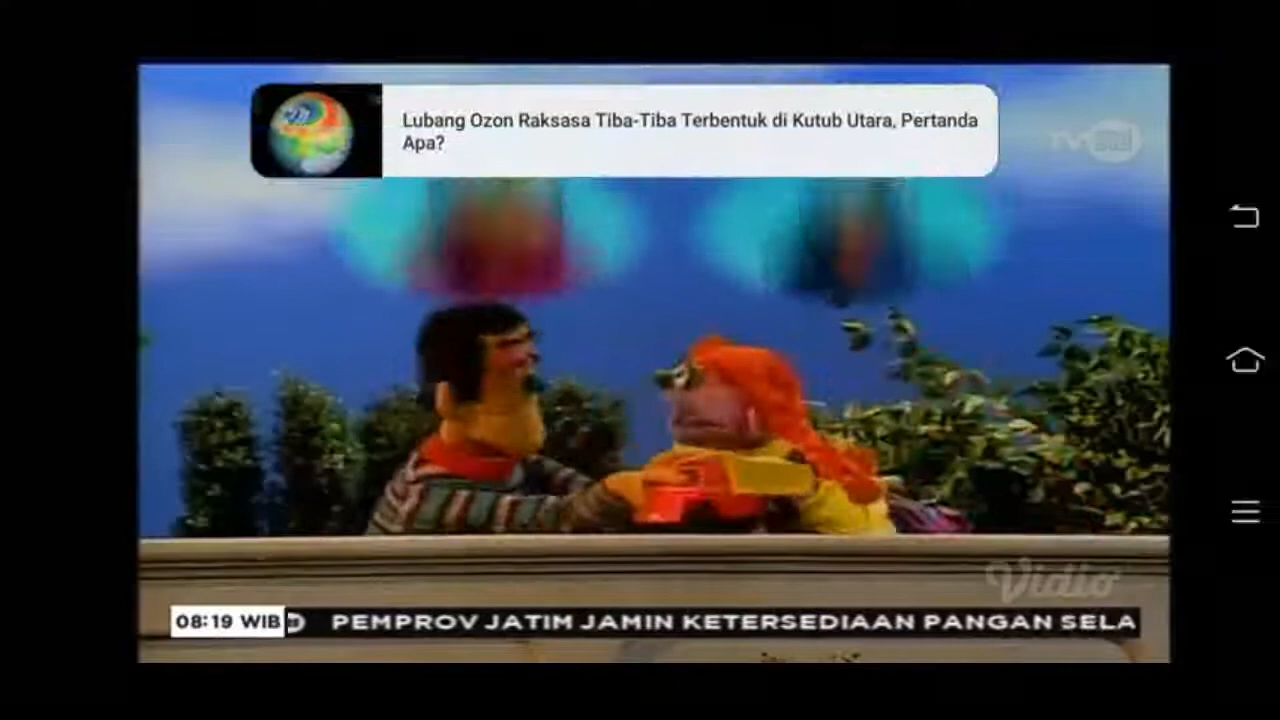 Lubang Ozon Raksasa Tiba-Tiba Terbentuk di Kutub Utara, Pertanda
Apa?
Vidio
08:19 WIB PEMPROV JATIM JAMIN KETERSEDIAAN PANGAN SELA